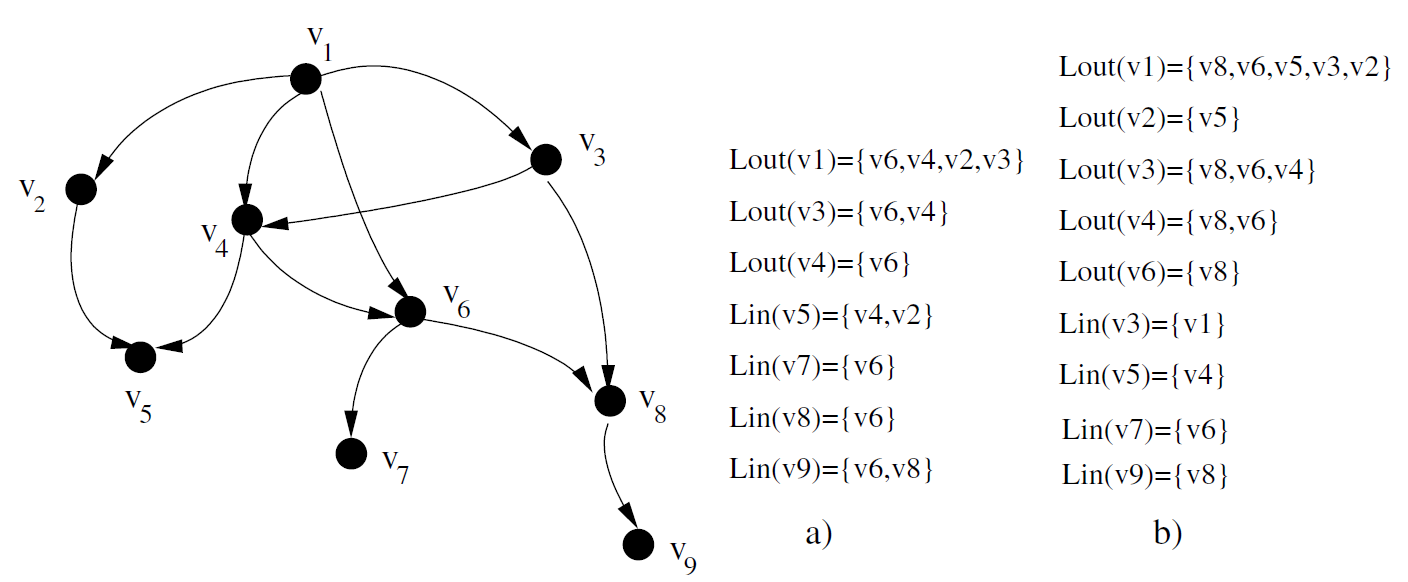 v1
v2
v3
v4
v5
v6
v7
v8
v9
Lout(v1)={v6,v4,v2,v3}
Lout(v3)={v6,v4}
Lout(v4)={v6}
Lin(v5)={v4,v2}
Lin(v7)={v6}
Lin(v8)={v6}
Lin(v9)={v6,v8}
a)
Lout(v1)={v8,v6,v5,v3,v2}
Lout(v2)={v5}
Lout(v3)={v8,v6,v4}
Lout(v4)={v8,v6}
Lout(v6)={v8}
Lin(v3)={v1}
Lin(v5)={v4}
Lin(v7)={v6}
Lin(v9)={v8}
b)